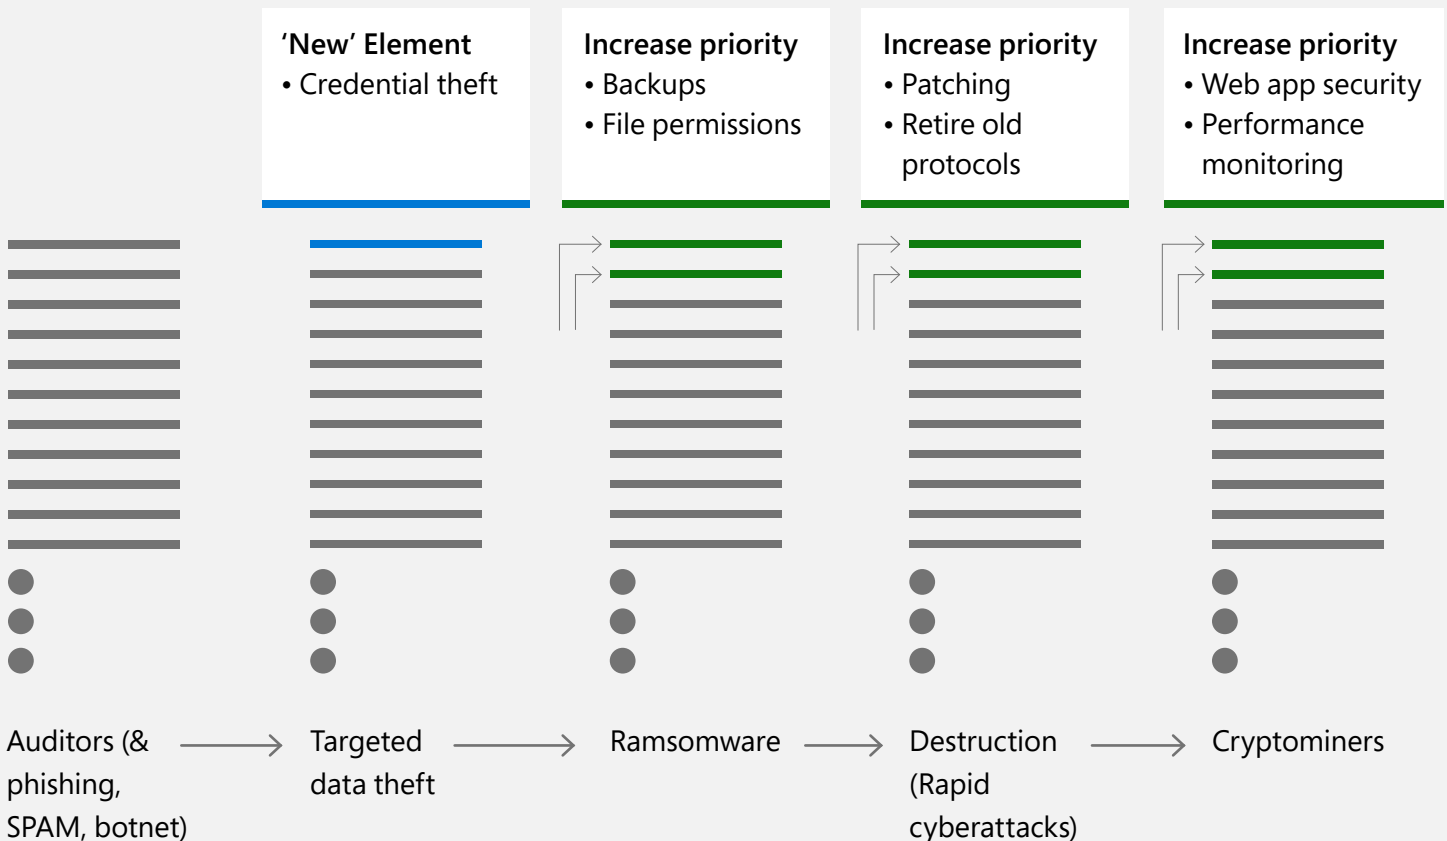 ‘New’ Element
• Credential theft
Increase priority
• Backups
• File permissions
Increase priority
• Patching
• Retire old
protocols
Increase priority
• Web app security
• Performance
monitoring
Auditors (&
phishing,
SPAM, botnet)
Targeted
data theft
Ramsomware
Destruction
(Rapid
cyberattacks)
Cryptominers